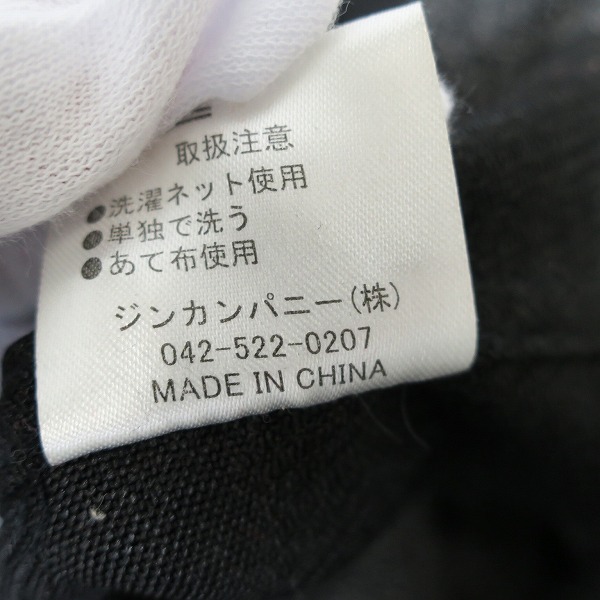 取扱注意
●洗濯ネット使用
●単独で洗う
●あて布使用
ジンカンパニー(株)
042-522-0207
MADE IN CHINA